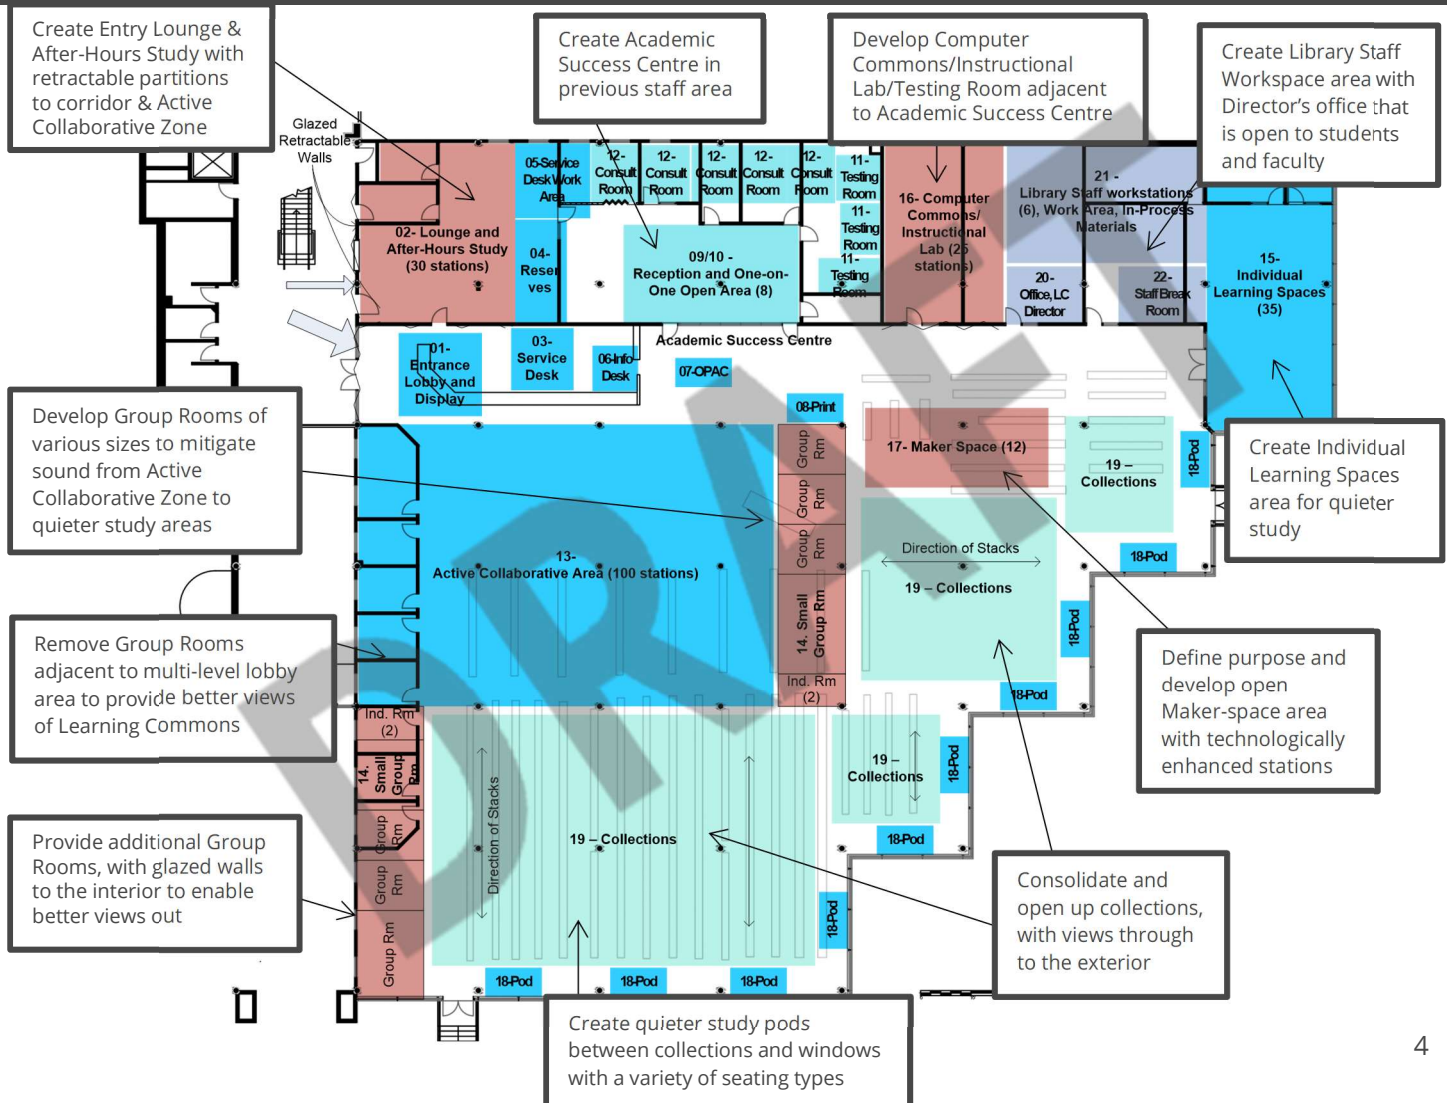 Create Entry Lounge &
After-Hours Study with
retractable partitions
to corridor & Active
Collaborative Zone
Create Academic
Success Centre in
previous staff area
Develop Computer
Commons/Instructional
Lab/Testing Room adjacent
to Academic Success Centre
Create Library Staff
Workspace area with
Director's office that
is open to students
and faculty
Glazed
Retractable
Walls
05-Service
Desk Work
Area
12-
Consult
Room
12-
Consult
Room
12-
Consult
Room
12-
Consult
Room
12-
Consult
Room
11-
Testing
Room
11-
Testing
Room
11-
Testing
Room
16- Computer
Commons/
Instructional
Lab (25
stations)
21 -
Library Staff workstations
(6), Work Area, In-Process
Materials
02- Lounge and
After-Hours Study
(30 stations)
04-
Reser
ves
09/10 -
Reception and One-on-
One Open Area (8)
20-
Office, LC
Director
22-
Staff Break
Room
15-
Individual
Learning Spaces
(35)
Academic Success Centre
01-
Entrance
Lobby and
Display
03-
Service
Desk
06-Info
Desk
07-OPAC
08-Print
Develop Group Rooms of
various sizes to mitigate
sound from Active
Collaborative Zone to
quieter study areas
Group
Rm
Group
Rm
Group
Rm
14. Small
Group Rm
Ind. Rm
(2)
17- Maker Space (12)
19 –
Collections
18-Pod
Create Individual
Learning Spaces
area for quieter
study
13-
Active Collaborative Area (100 stations)
Direction of Stacks
19 – Collections
18-Pod
18-Pod
18-Pod
Remove Group Rooms
adjacent to multi-level lobby
area to provide better views
of Learning Commons
Define purpose and
develop open
Maker-space area
with technologically
enhanced stations
Ind. Rm
(2)
14.
Small
Group
Rm
Group
Rm
Group
Rm
Group Rm
Direction of Stacks
19 – Collections
19 –
Collections
18-Pod
18-Pod
18-Pod
18-Pod
18-Pod
18-Pod
Provide additional Group
Rooms, with glazed walls
to the interior to enable
better views out
Consolidate and
open up collections,
with views through
to the exterior
Create quieter study pods
between collections and windows
with a variety of seating types
DRAFT
4